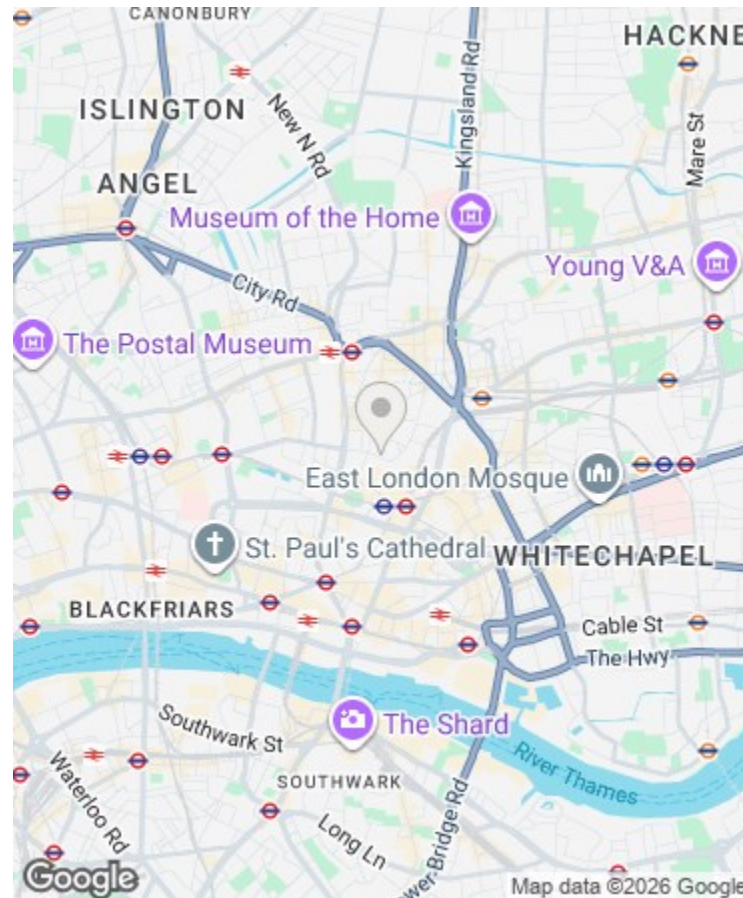 CANONBURY
HACKNE
ISLINGTON
New N Rd
Kingsland Rd
Mare St
ANGEL
Museum of the Home
Young V&A
City Rd
The Postal Museum
East London Mosque
St. Paul's Cathedral
WHITECHAPEL
BLACKFRIARS
Cable St
The Hwy
The Shard
Southwark St
River Thames
Waterloo Rd
SOUTHWARK
Long Ln
ower-Bridge Rd
Google
Map data ©2026 Google